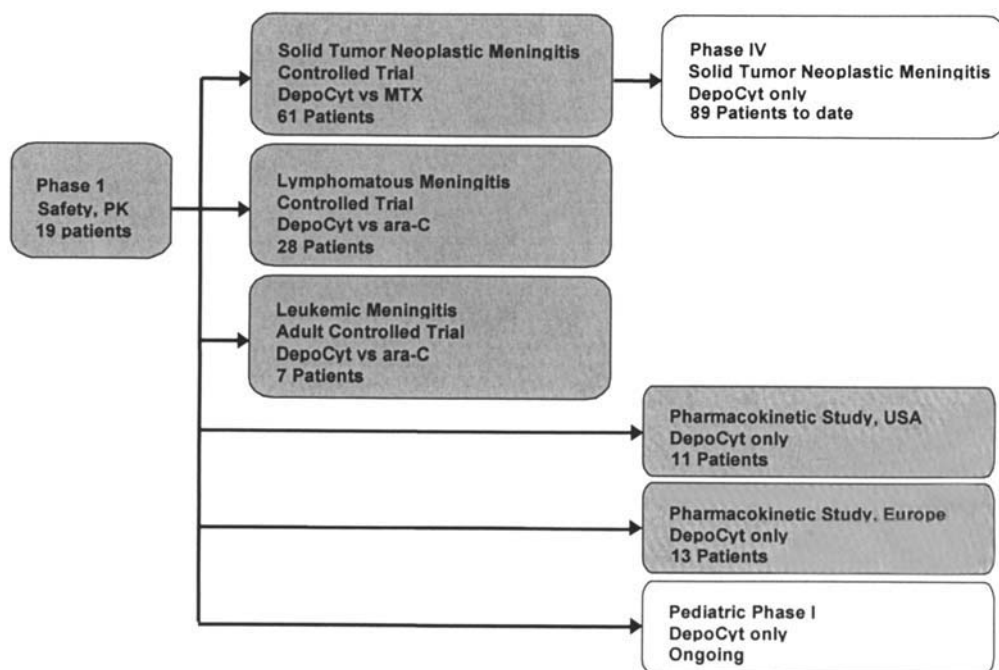 Solid Tumor Neoplastic Meningitis
Controlled Trial
DepoCyt vs MTX
61 Patients
Phase IV
Solid Tumor Neoplastic Meningitis
DepoCyt only
89 Patients to date
Phase 1
Safety, PK
19 patients
Lymphomatous Meningitis
Controlled Trial
DepoCyt vs ara-C
28 Patients
Leukemic Meningitis
Adult Controlled Trial
DepoCyt vs ara-C
7 Patients
Pharmacokinetic Study, USA
DepoCyt only
11 Patients
Pharmacokinetic Study, Europe
DepoCyt only
13 Patients
Pediatric Phase I
DepoCyt only
Ongoing